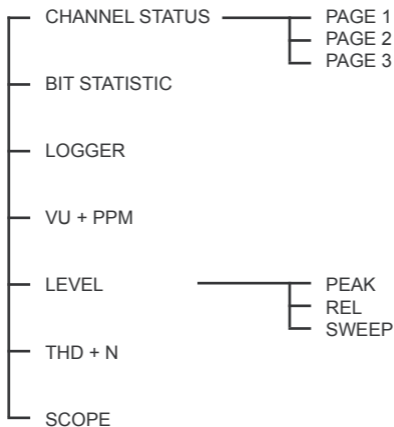 CHANNEL STATUS PAGE 1
PAGE 2
PAGE 3
BIT STATISTIC
LOGGER
VU + PPM
LEVEL PEAK
REL
SWEEP
THD + N
SCOPE